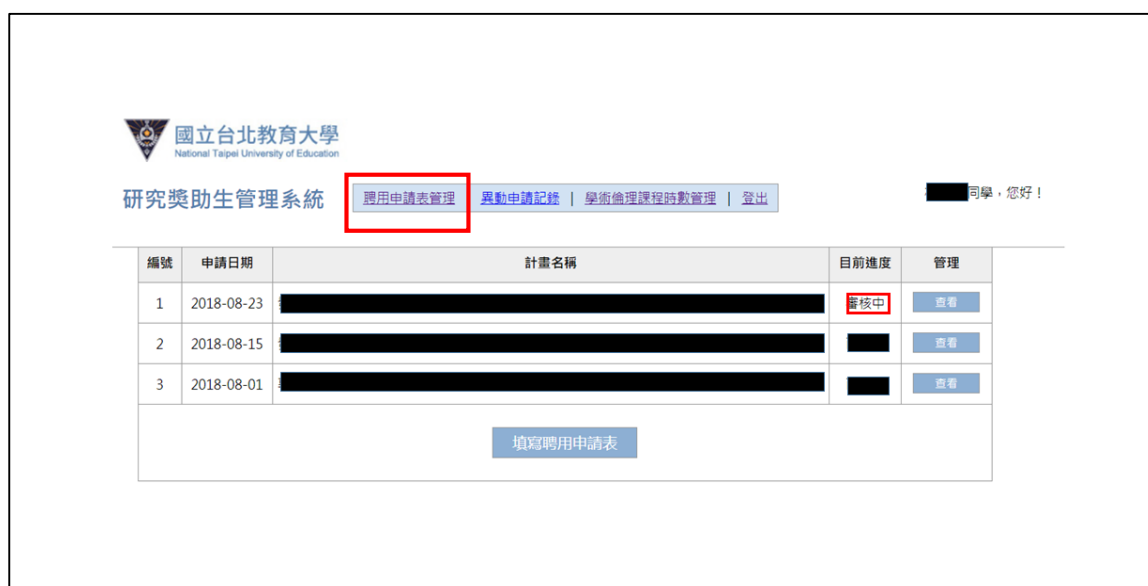 國立台北教育大學
National Taipei University of Education
研究獎助生管理系統
聘用申請表管理 異動申請記錄 | 學術倫理課程時數管理 | 登出
同學，您好！
編號 申請日期 計畫名稱 目前進度 管理
1 2018-08-23 審核中 查看
2 2018-08-15 查看
3 2018-08-01 查看
填寫聘用申請表